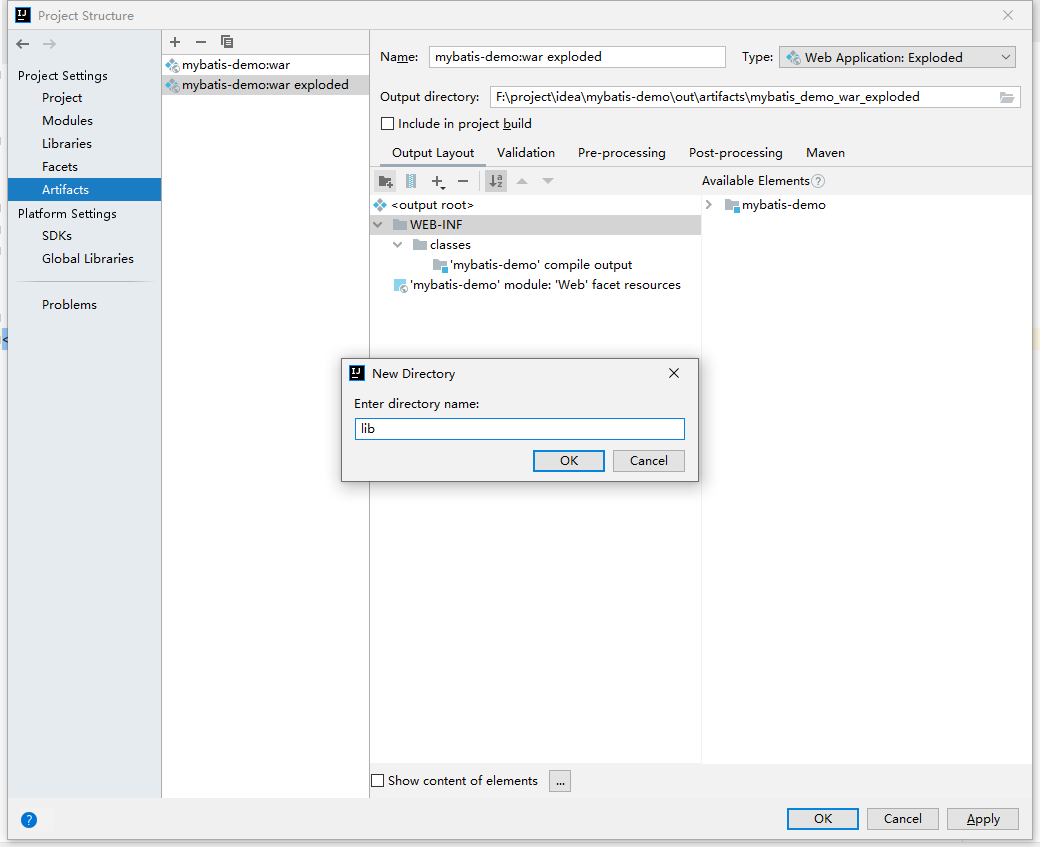 Project Structure
Project Settings
Project
Modules
Libraries
Facets
Artifacts
Platform Settings
SDKs
Global Libraries
Problems
mybatis-demo:war
mybatis-demo:war exploded
Name: mybatis-demo:war exploded Type: Web Application: Exploded
Output directory: F:\project\idea\mybatis-demo\out\artifacts\mybatis_demo_war_exploded
Include in project build
Output Layout Validation Pre-processing Post-processing Maven
Available Elements
<output root>
WEB-INF
classes
'mybatis-demo' compile output
'mybatis-demo' module: 'Web' facet resources
mybatis-demo
New Directory
Enter directory name:
lib
OK Cancel
Show content of elements ...
OK Cancel Apply